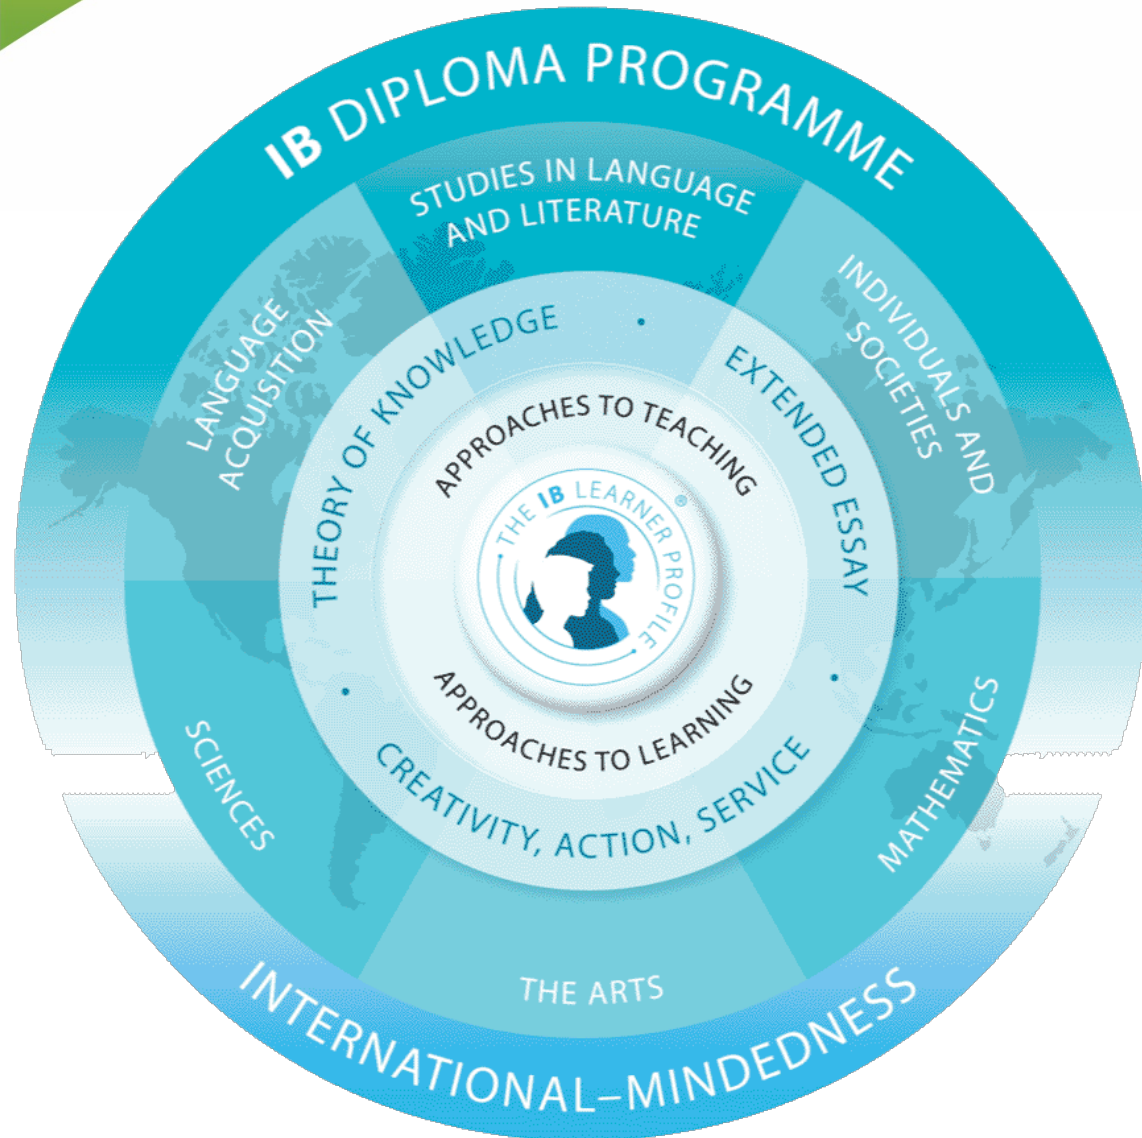 IB DIPLOMA PROGRAMME
STUDIES IN LANGUAGE
AND LITERATURE
LANGUAGE
ACQUISITION
INDIVIDUALS AND
SOCIETIES
THEORY OF KNOWLEDGE
•
EXTENDED ESSAY
APPROACHES TO TEACHING
• THE IB LEARNER PROFILE •
®
APPROACHES TO LEARNING
•
CREATIVITY, ACTION, SERVICE
•
SCIENCES
MATHEMATICS
THE ARTS
INTERNATIONAL–MINDEDNESS